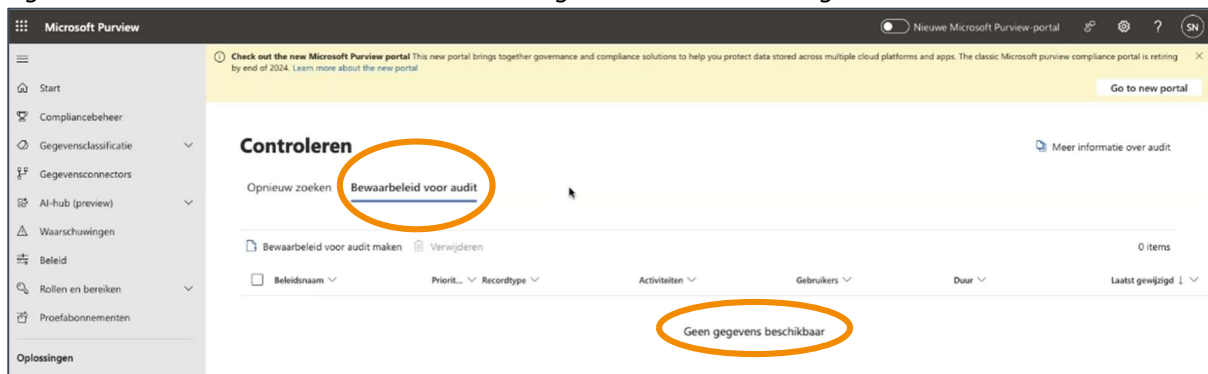 Microsoft Purview
Nieuwe Microsoft Purview-portal
?
SN
Check out the new Microsoft Purview portal This new portal brings together governance and compliance solutions to help you protect data stored across multiple cloud platforms and apps. The classic Microsoft purview compliance portal is retiring
by end of 2024. Learn more about the new portal
Go to new portal
Start
Compliancebeheer
Gegevensclassificatie
Gegevensconnectors
AI-hub (preview)
Waarschuwingen
Beleid
Rollen en bereiken
Proefabonnementen
Oplossingen
Controleren
Meer informatie over audit
Opnieuw zoeken Bewaarbeleid voor audit
Bewaarbeleid voor audit maken Verwijderen
0 items
Beleidsnaam Priorit... Recordtype Activiteiten Gebruikers Duur Laatst gewijzigd ↓
Geen gegevens beschikbaar